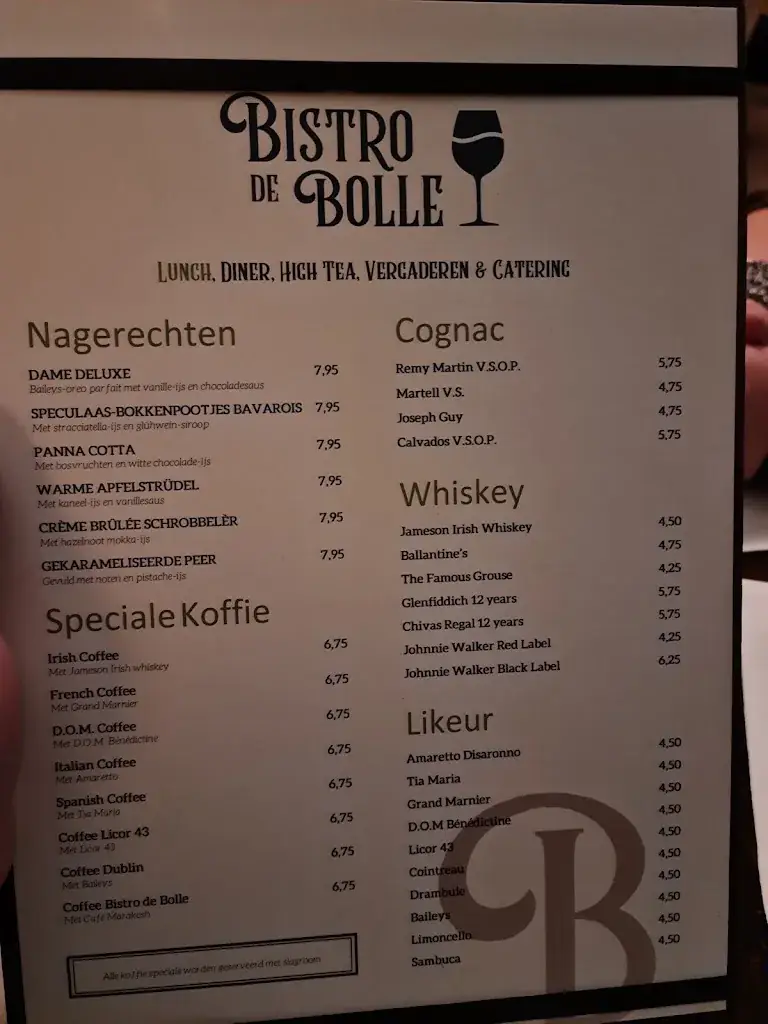 BISTRO
DE BOLLE
LUNCH, DINER, HIGH TEA, VERGADEREN & CATERING
Nagerechten
DAME DELUXE 7,95
Baileys-oreo parfait met vanille-ijs en chocoladesaus
SPECULAAS-BOKKENPOOTJES BAVAROIS 7,95
Met stracciatella-ijs en glühwein-siroop
PANNA COTTA 7,95
Met bosvruchten en witte chocolade-ijs
WARME APFELSTRÜDEL 7,95
Met kaneel-ijs en vanillesaus
CRÈME BRÛLÉE SCHROBBELÈR 7,95
Met hazelnoot mokka-ijs
GEKARAMELISEERDE PEER 7,95
Gevuld met noten en pistache-ijs
Speciale Koffie
Irish Coffee 6,75
Met Jameson Irish whiskey
French Coffee 6,75
Met Grand Marnier
D.O.M. Coffee 6,75
Met D.O.M. Bénédictine
Italian Coffee 6,75
Met Amaretto
Spanish Coffee 6,75
Met Tia Maria
Coffee Licor 43 6,75
Met Licor 43
Coffee Dublin 6,75
Met Baileys
Coffee Bistro de Bolle 6,75
Met Café Marakesh
Alle koffie speciale worden geserveerd met slagroom
Cognac
Remy Martin V.S.O.P. 5,75
Martell V.S. 4,75
Joseph Guy 4,75
Calvados V.S.O.P. 5,75
Whiskey
Jameson Irish Whiskey 4,50
Ballantine's 4,75
The Famous Grouse 4,25
Glenfiddich 12 years 5,75
Chivas Regal 12 years 5,75
Johnnie Walker Red Label 4,25
Johnnie Walker Black Label 6,25
Likeur
Amaretto Disaronno 4,50
Tia Maria 4,50
Grand Marnier 4,50
D.O.M Bénédictine 4,50
Licor 43 4,50
Cointreau 4,50
Drambuie 4,50
Baileys 4,50
Limoncello 4,50
Sambuca 4,50
B